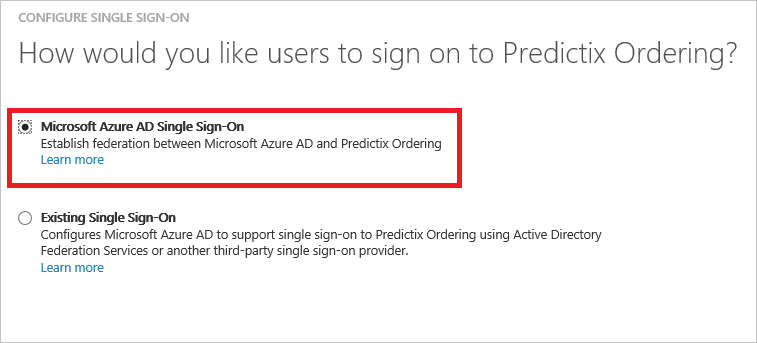 CONFIGURE SINGLE SIGN-ON
How would you like users to sign on to Predictix Ordering?
Microsoft Azure AD Single Sign-On
Establish federation between Microsoft Azure AD and Predictix Ordering
Learn more
Existing Single Sign-On
Configures Microsoft Azure AD to support single sign-on to Predictix Ordering using Active Directory
Federation Services or another third-party single sign-on provider.
Learn more